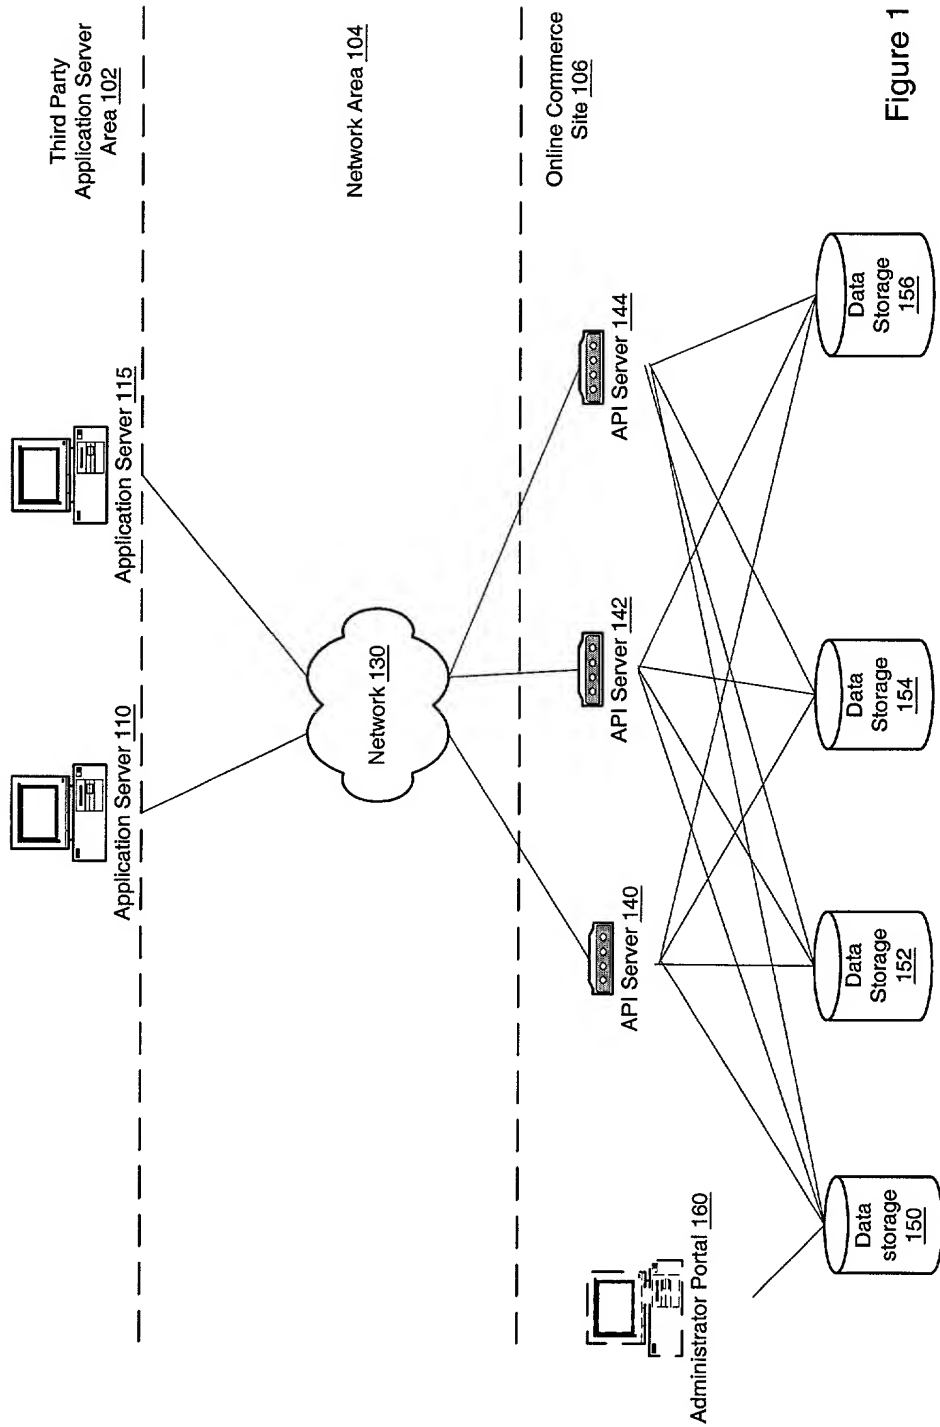 Third Party
Application Server
Area 102
Application Server 110
Application Server 115
Network Area 104
Network 130
Online Commerce
Site 106
Administrator Portal 160
API Server 140
API Server 142
API Server 144
Data
storage
150
Data
Storage
152
Data
Storage
154
Data
Storage
156
Figure 1